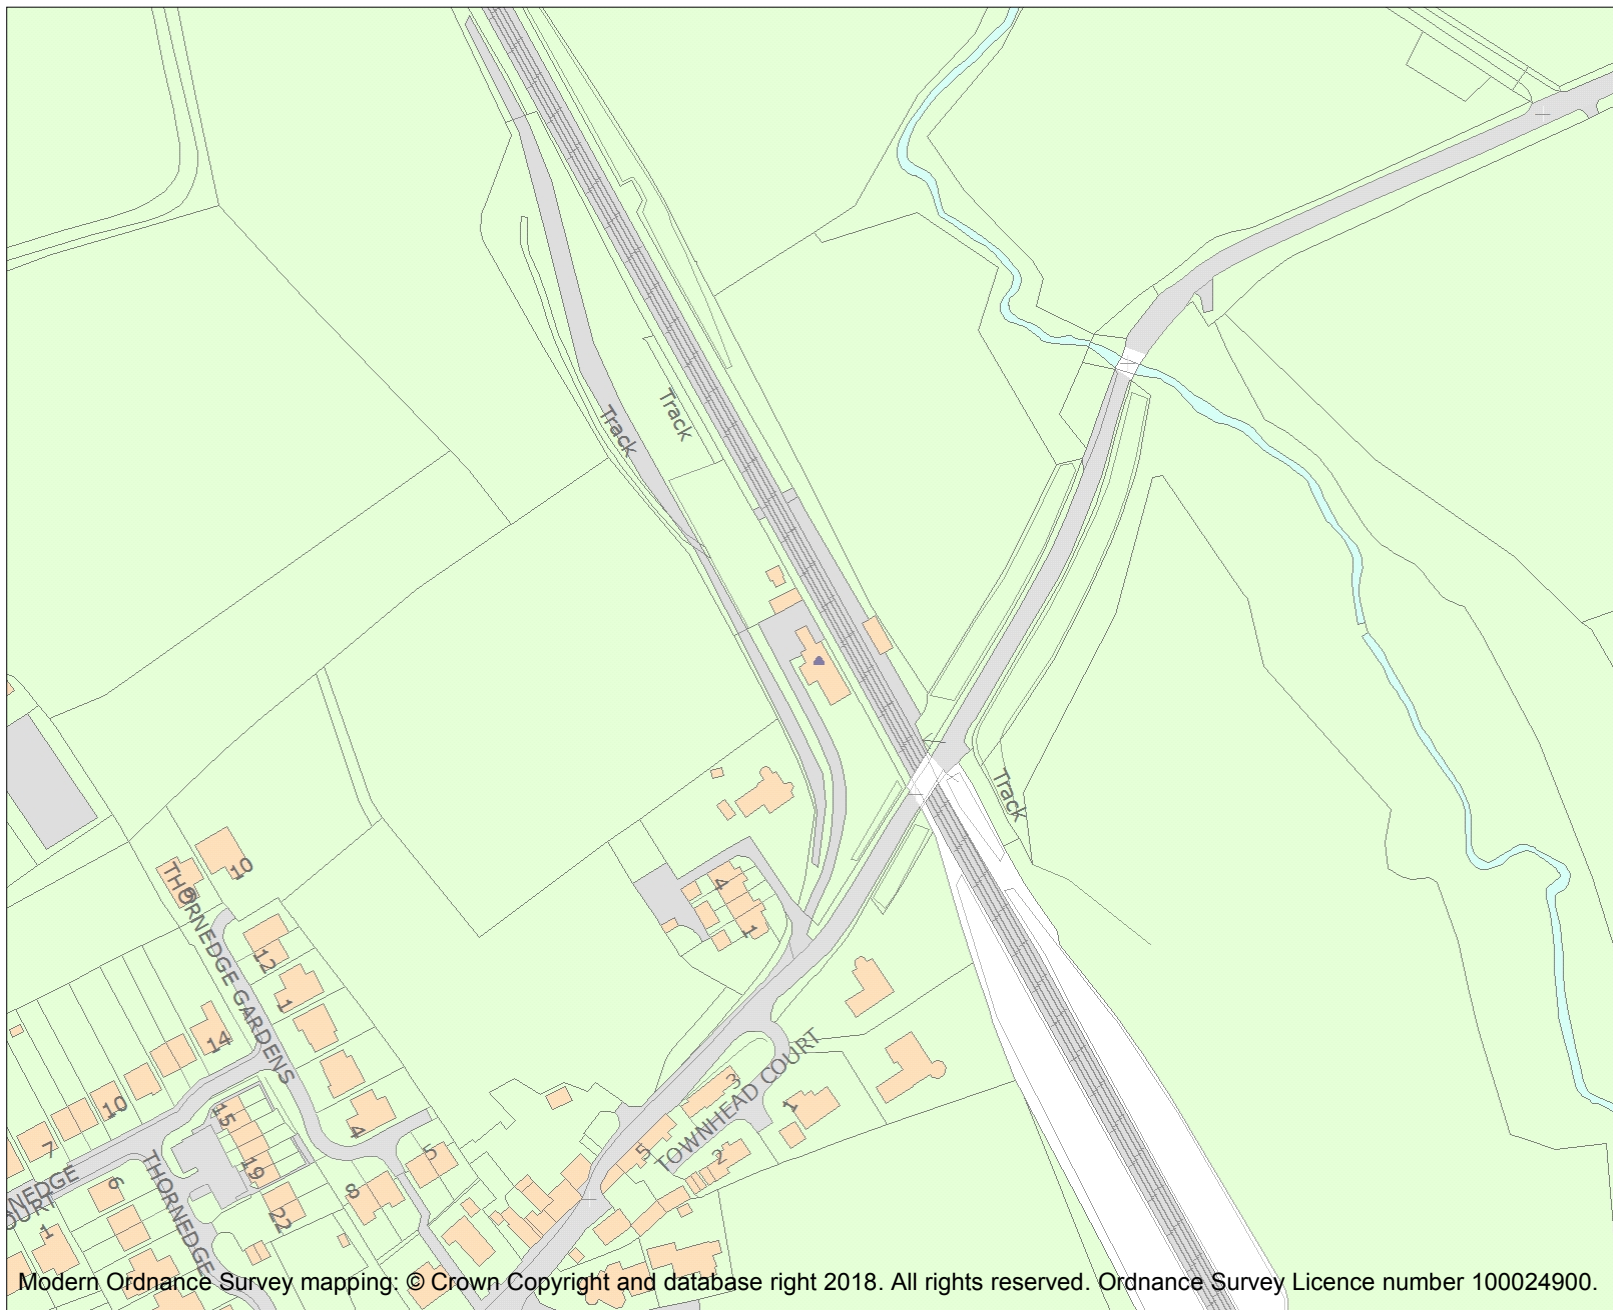 Track
Track
Track
10
9
THORNEDGE GARDENS
12
1
14
4
1
10
15
4
7
5
3
TOWNHEAD COURT
1
5
2
19
8
6
22
THORNEDGE
NEDGE
OURT
1
Modern Ordnance Survey mapping: © Crown Copyright and database right 2018. All rights reserved. Ordnance Survey Licence number 100024900.